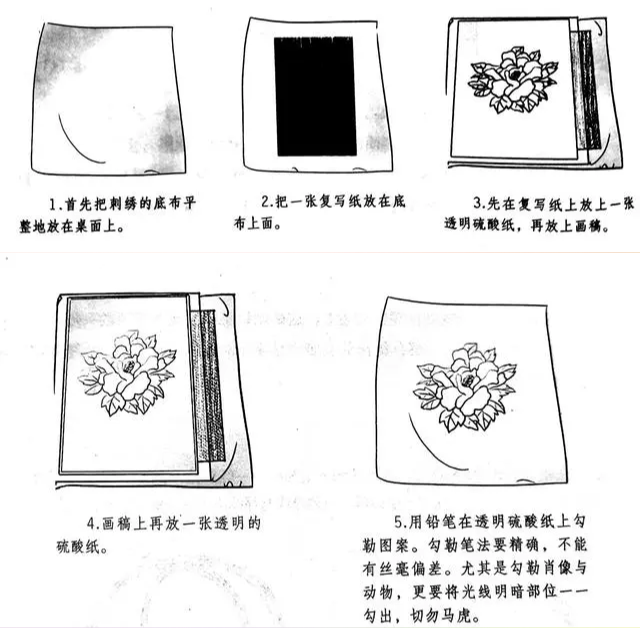 1.首先把刺绣的底布平
整地放在桌面上。
2.把一张复写纸放在底
布上面。
3.先在复写纸上放上一张
透明硫酸纸，再放上画稿。
4.画稿上再放一张透明的
硫酸纸。
5.用铅笔在透明硫酸纸上勾
勒图案。勾勒笔法要精确，不能
有丝毫偏差。尤其是勾勒肖像与
动物，更要将光线明暗部位一一
勾出，切勿马虎。